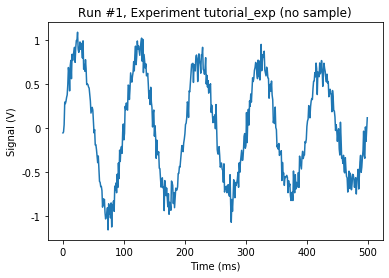 Run #1, Experiment tutorial_exp (no sample)
1
0.5
0
-0.5
-1
Signal (V)
0 100 200 300 400 500
Time (ms)